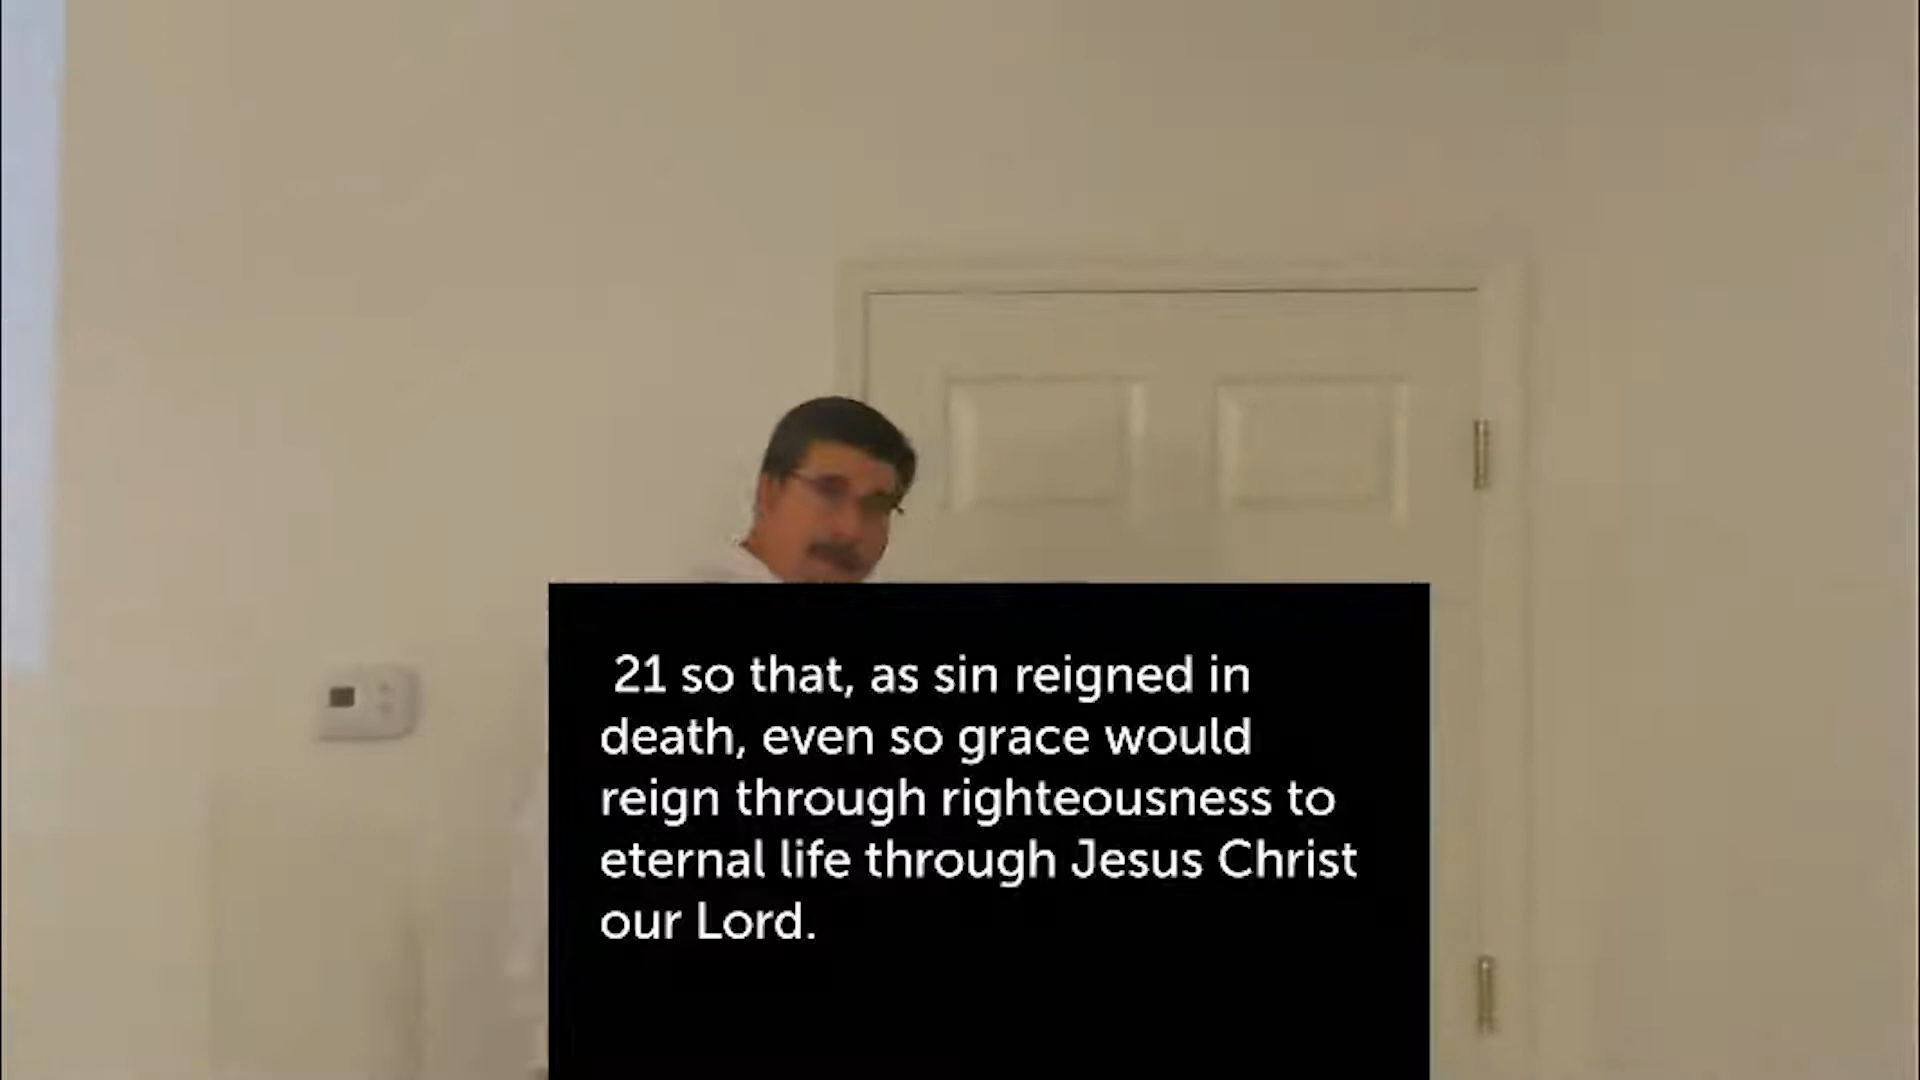 21 so that, as sin reigned in
death, even so grace would
reign through righteousness to
eternal life through Jesus Christ
our Lord.